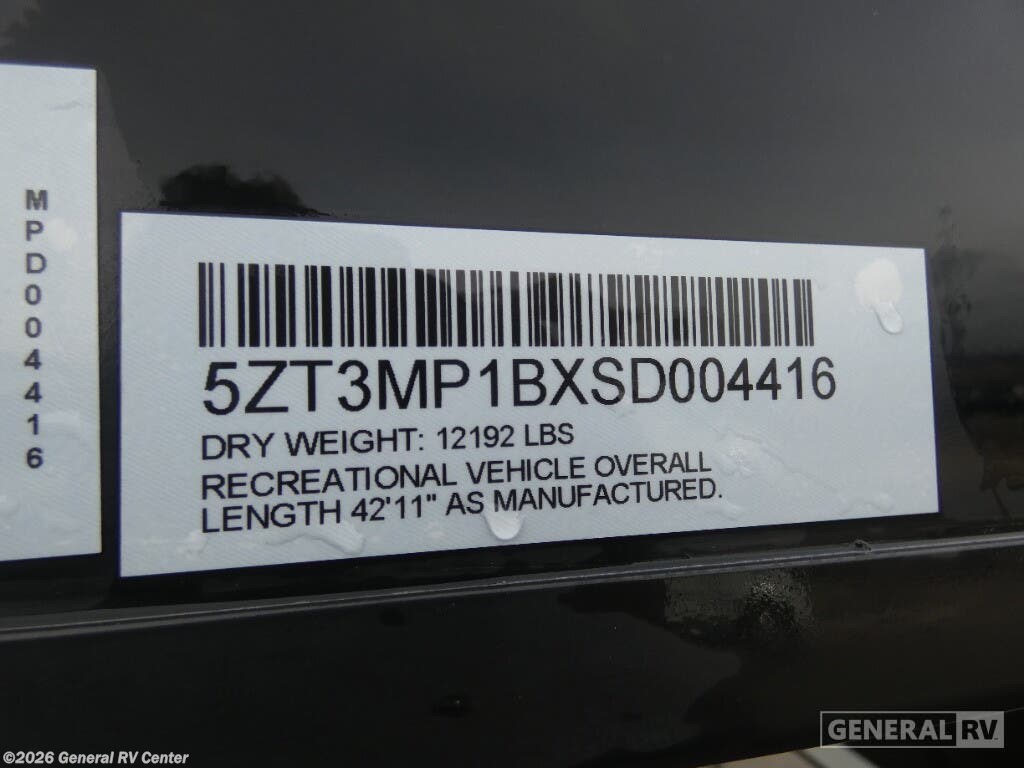 MPD004416
5ZT3MP1BXSD004416
DRY WEIGHT: 12192 LBS
RECREATIONAL VEHICLE OVERALL
LENGTH 42'11" AS MANUFACTURED.
GENERAL RV
©2026 General RV Center